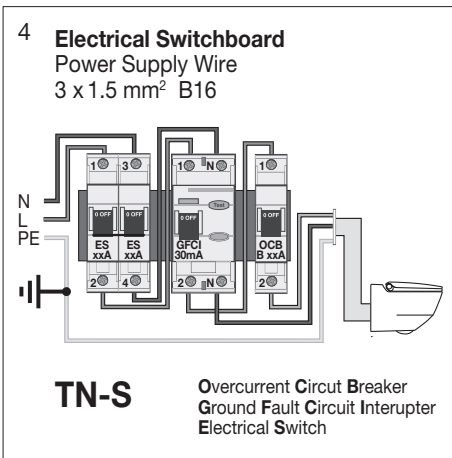 4
Electrical Switchboard
Power Supply Wire
3 x 1.5 mm² B16
1 3 1 N 1
N
L
PE
0 OFF 0 OFF 0 OFF 0 OFF
Test
ES ES GFCI OCB
xxA xxA 30mA B xxA
2 4 2 N 2
TN-S
Overcurrent Circut Breaker
Ground Fault Circuit Interupter
Electrical Switch